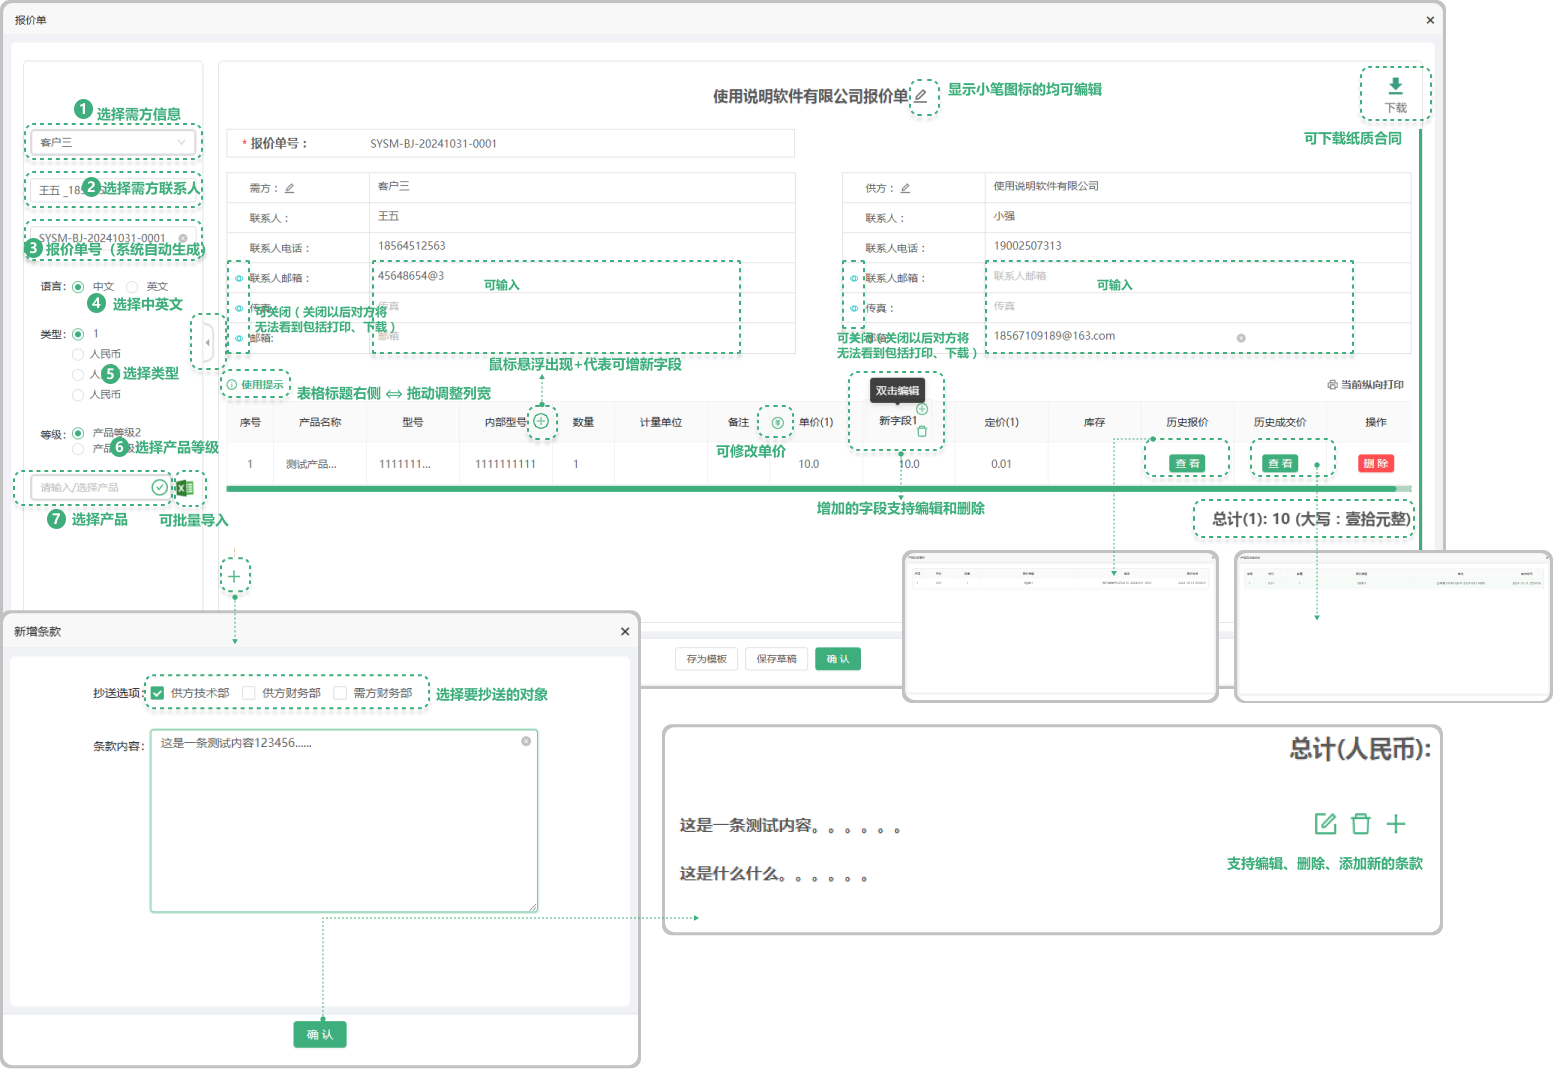 报价单
1 选择需方信息
客户三
王五 _185
2 选择需方联系人
SYSM-BJ-20241031-0001
3 报价单号（系统自动生成）
语言: 中文 英文
4 选择中英文
类型: 1
人民币
人
5 选择类型
人民币
等级: 产品等级2
产品
6 选择产品等级
请输入/选择产品
7 选择产品
可批量导入
使用说明软件有限公司报价单
显示小笔图标的均可编辑
下载
可下载纸质合同
* 报价单号： SYSM-BJ-20241031-0001
需方： 客户三
联系人： 王五
联系人电话： 18564512563
联系人邮箱： 45648654@3
可输入
传真
可关闭（关闭以后对方将
无法看到包括打印、下载）
邮箱: 邮箱
供方： 使用说明软件有限公司
联系人： 小强
联系人电话： 19002507313
联系人邮箱： 联系人邮箱
可输入
传真： 传真
可关闭（关闭以后对方将
无法看到包括打印、下载）
18567109189@163.com
鼠标悬浮出现+代表可增新字段
使用提示
表格标题右侧 拖动调整列宽
双击编辑
当前纵向打印
序号 产品名称 型号 内部型号 数量 计量单位 备注 单价(1) 新字段1 定价(1) 库存 历史报价 历史成交价 操作
可修改单价
1 测试产品... 1111111... 1111111111 1 10.0 10.0 0.01 查看 查看 删除
增加的字段支持编辑和删除
总计(1): 10 (大写：壹拾元整)
存为模板 保存草稿 确认
新增条款
抄送选项: 供方技术部 供方财务部 需方财务部
选择要抄送的对象
条款内容: 这是一条测试内容123456......
确认
总计(人民币):
这是一条测试内容。。。。。。
这是什么什么。。。。。。
支持编辑、删除、添加新的条款